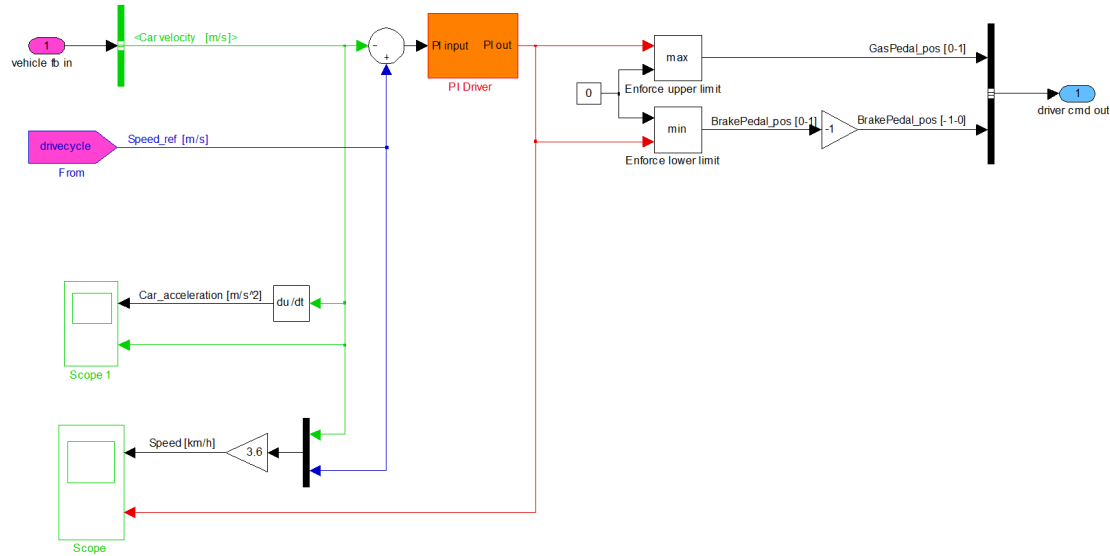 1
vehicle fb in
<Car velocity [m/s]>
−
+
PI input
PI out
PI Driver
max
Enforce upper limit
GasPedal_pos [0-1]
0
min
Enforce lower limit
BrakePedal_pos [0-1]
-1
BrakePedal_pos [-1-0]
1
driver cmd out
drivecycle
From
Speed_ref [m/s]
Car_acceleration [m/s^2]
du/dt
Scope 1
Speed [km/h]
3.6
Scope